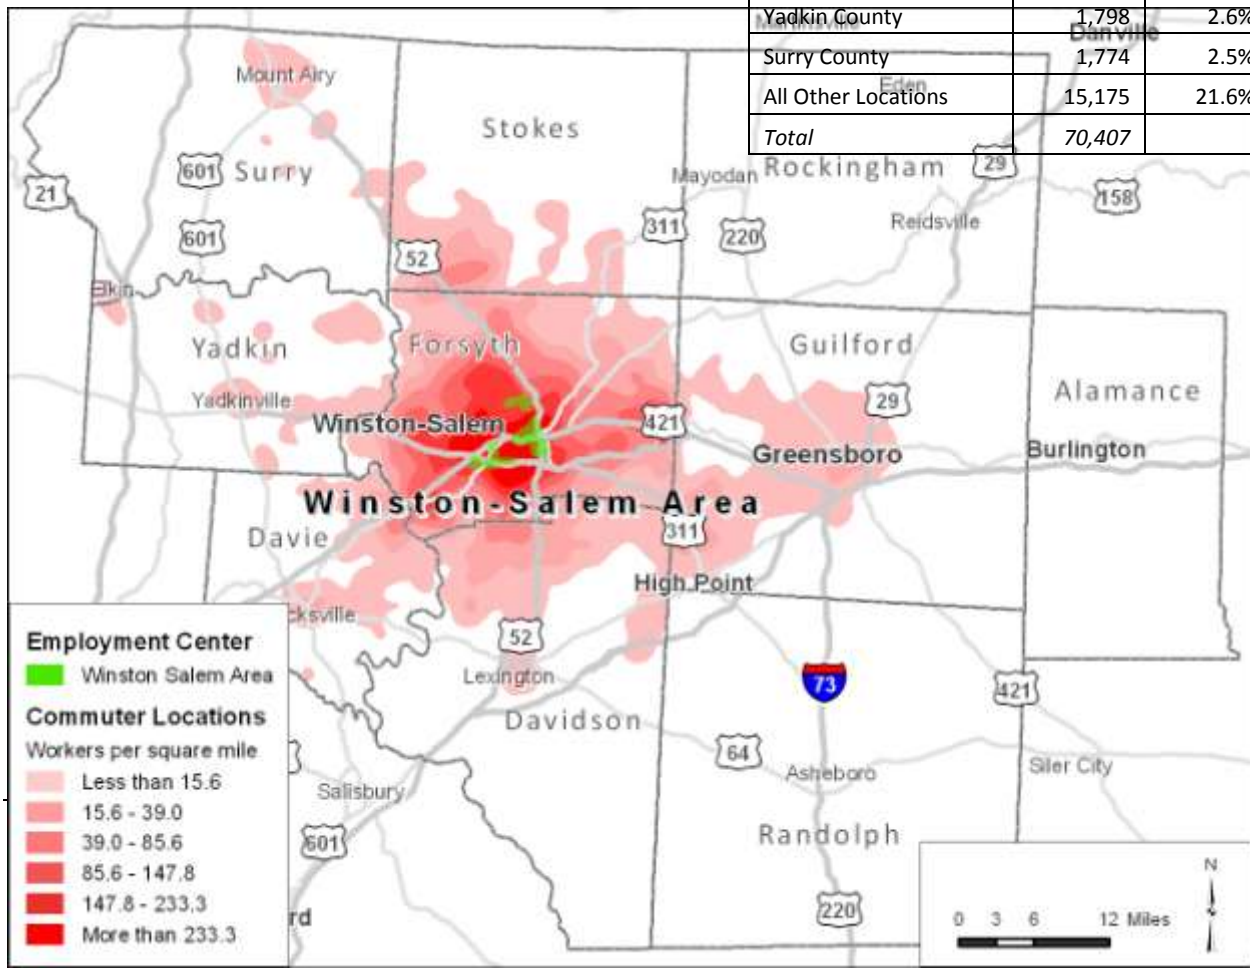 Yadkin County 1,798 2.6%
Martinsville
Danville
Surry County 1,774 2.5%
Eden
All Other Locations 15,175 21.6%
Total 70,407
Mount Airy
Stokes
601
Surry
Mayodan
Rockingham
29
21
158
311
220
Reidsville
601
52
Elkin
Yadkin
Forsyth
Guilford
Alamance
Yadkinville
29
Winston-Salem
421
Greensboro
Burlington
Winston-Salem Area
Davie
311
High Point
cksville
52
Lexington
73
421
Davidson
64
Asheboro
Siler City
Salisbury
601
Randolph
220
rd
Employment Center
Winston Salem Area
Commuter Locations
Workers per square mile
Less than 15.6
15.6 - 39.0
39.0 - 85.6
85.6 - 147.8
147.8 - 233.3
More than 233.3
N
0 3 6 12 Miles